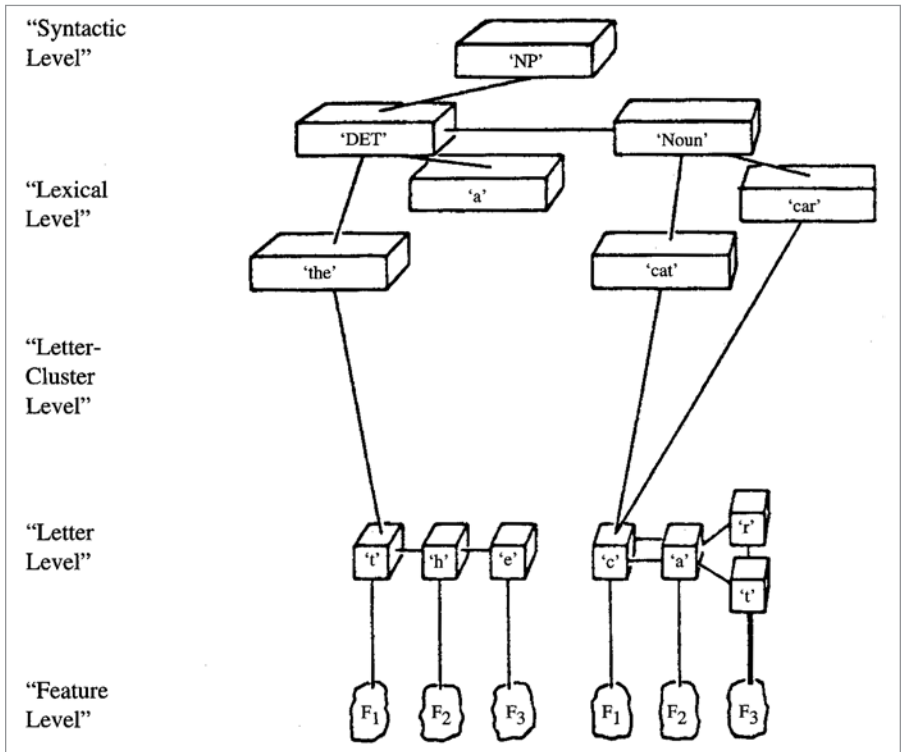 “Syntactic
Level”
‘NP’
‘DET’
‘Noun’
“Lexical
Level”
‘a’
‘car’
‘the’
‘cat’
“Letter-
Cluster
Level”
“Letter
Level”
‘t’ ‘h’ ‘e’ ‘c’ ‘a’ ‘r’
‘t’
“Feature
Level”
F1 F2 F3 F1 F2 F3